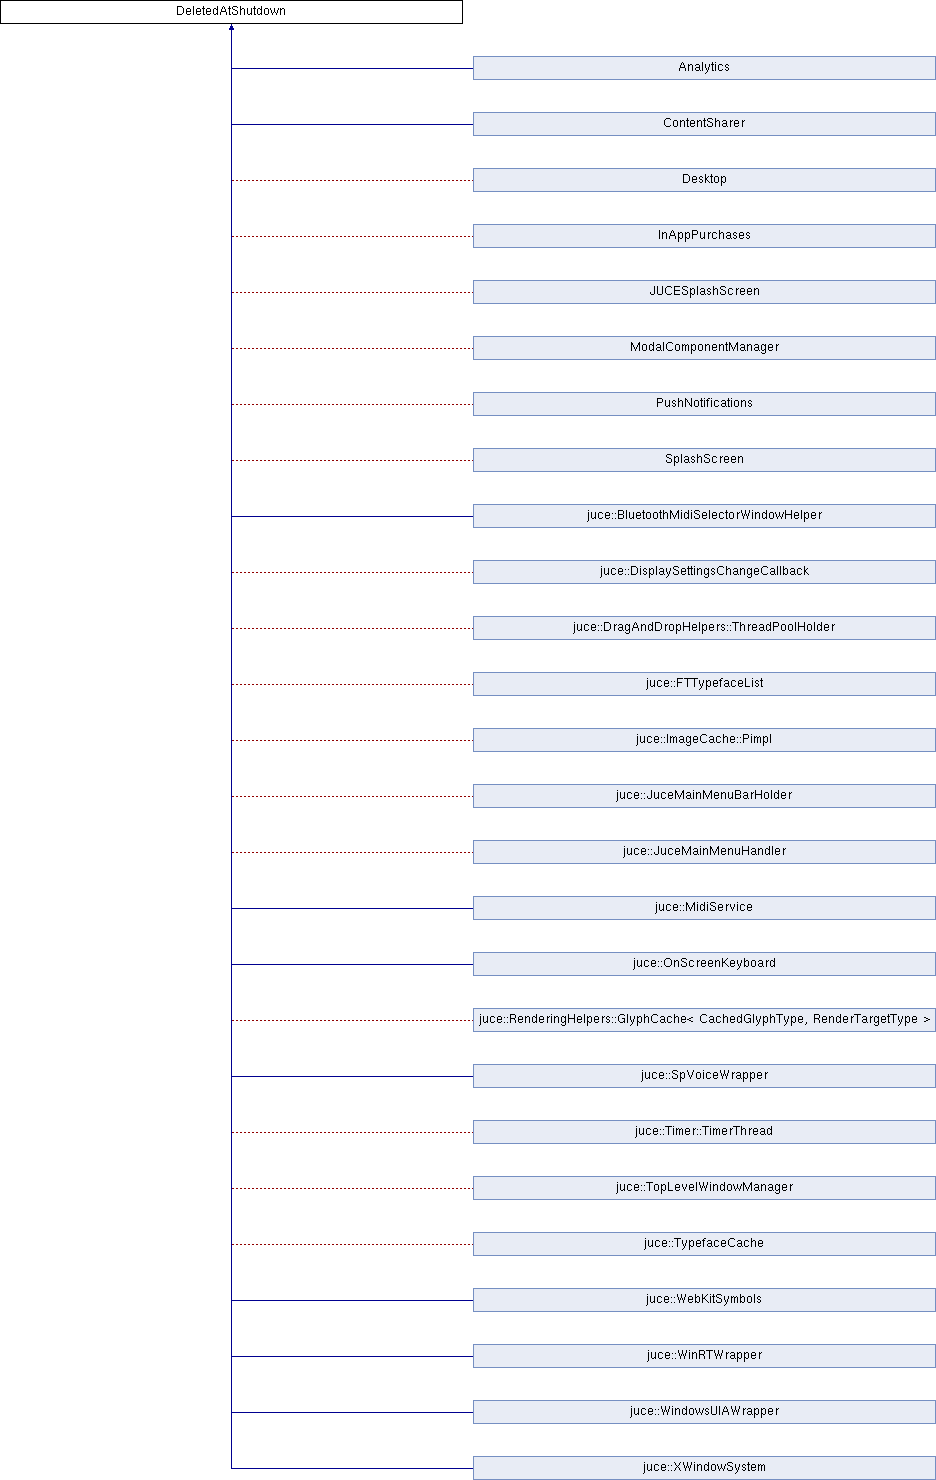 DeletedAtShutdown
Analytics
ContentSharer
Desktop
InAppPurchases
JUCESplashScreen
ModalComponentManager
PushNotifications
SplashScreen
juce::BluetoothMidiSelectorWindowHelper
juce::DisplaySettingsChangeCallback
juce::DragAndDropHelpers::ThreadPoolHolder
juce::FTTypefaceList
juce::ImageCache::Pimpl
juce::JuceMainMenuBarHolder
juce::JuceMainMenuHandler
juce::MidiService
juce::OnScreenKeyboard
juce::RenderingHelpers::GlyphCache< CachedGlyphType, RenderTargetType >
juce::SpVoiceWrapper
juce::Timer::TimerThread
juce::TopLevelWindowManager
juce::TypefaceCache
juce::WebKitSymbols
juce::WinRTWrapper
juce::WindowsUIAWrapper
juce::XWindowSystem